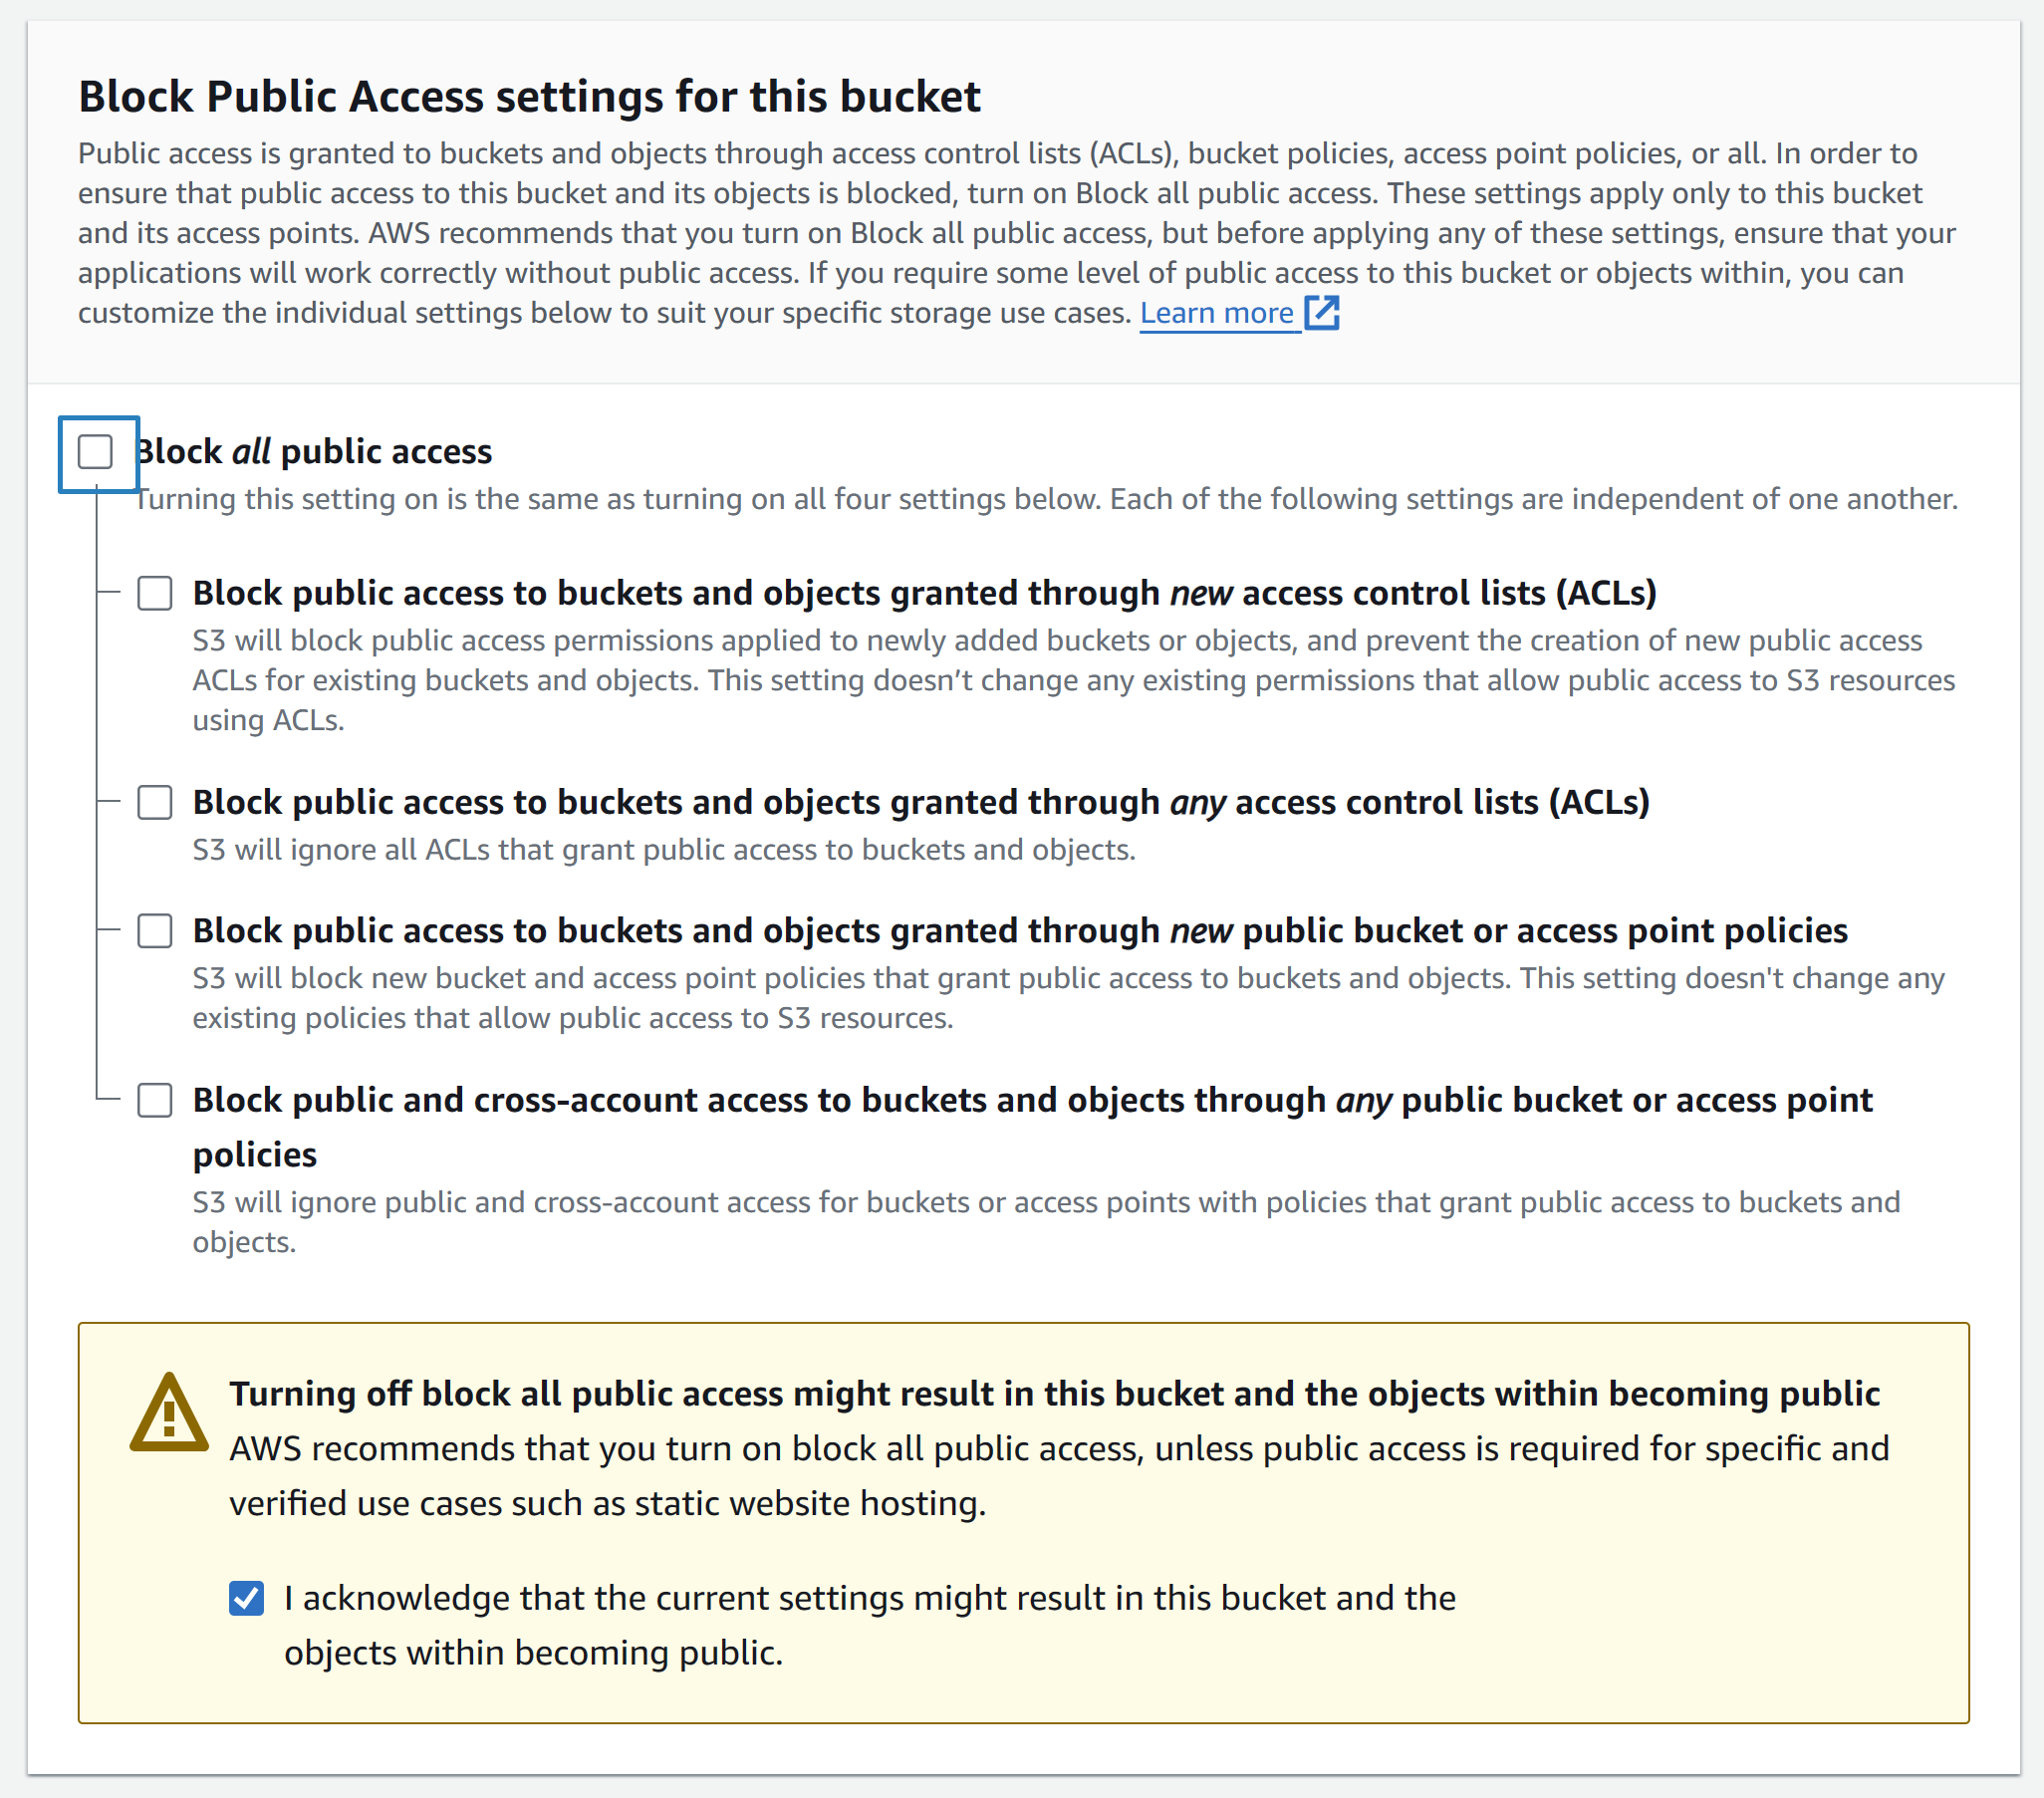 Block Public Access settings for this bucket
Public access is granted to buckets and objects through access control lists (ACLs), bucket policies, access point policies, or all. In order to
ensure that public access to this bucket and its objects is blocked, turn on Block all public access. These settings apply only to this bucket
and its access points. AWS recommends that you turn on Block all public access, but before applying any of these settings, ensure that your
applications will work correctly without public access. If you require some level of public access to this bucket or objects within, you can
customize the individual settings below to suit your specific storage use cases. Learn more
Block all public access
Turning this setting on is the same as turning on all four settings below. Each of the following settings are independent of one another.
Block public access to buckets and objects granted through new access control lists (ACLs)
S3 will block public access permissions applied to newly added buckets or objects, and prevent the creation of new public access
ACLs for existing buckets and objects. This setting doesn’t change any existing permissions that allow public access to S3 resources
using ACLs.
Block public access to buckets and objects granted through any access control lists (ACLs)
S3 will ignore all ACLs that grant public access to buckets and objects.
Block public access to buckets and objects granted through new public bucket or access point policies
S3 will block new bucket and access point policies that grant public access to buckets and objects. This setting doesn't change any
existing policies that allow public access to S3 resources.
Block public and cross-account access to buckets and objects through any public bucket or access point
policies
S3 will ignore public and cross-account access for buckets or access points with policies that grant public access to buckets and
objects.
Turning off block all public access might result in this bucket and the objects within becoming public
AWS recommends that you turn on block all public access, unless public access is required for specific and
verified use cases such as static website hosting.
I acknowledge that the current settings might result in this bucket and the
objects within becoming public.